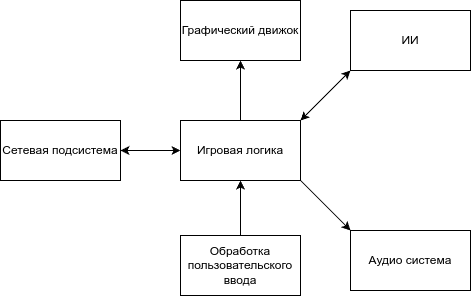 Графический движок
ИИ
Сетевая подсистема
Игровая логика
Обработка
пользовательского
ввода
Аудио система